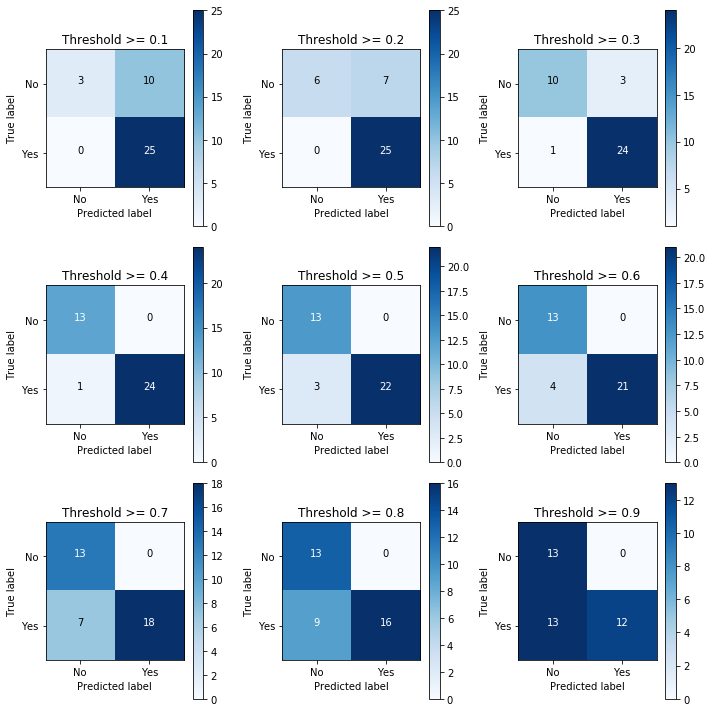 Threshold >= 0.1
True label
No
Yes
3
10
0
25
No
Yes
Predicted label
25
20
15
10
5
0
Threshold >= 0.2
True label
No
Yes
6
7
0
25
No
Yes
Predicted label
25
20
15
10
5
0
Threshold >= 0.3
True label
No
Yes
10
3
1
24
No
Yes
Predicted label
20
15
10
5
Threshold >= 0.4
True label
No
Yes
13
0
1
24
No
Yes
Predicted label
20
15
10
5
0
Threshold >= 0.5
True label
No
Yes
13
0
3
22
No
Yes
Predicted label
20.0
17.5
15.0
12.5
10.0
7.5
5.0
2.5
0.0
Threshold >= 0.6
True label
No
Yes
13
0
4
21
No
Yes
Predicted label
20.0
17.5
15.0
12.5
10.0
7.5
5.0
2.5
0.0
Threshold >= 0.7
True label
No
Yes
13
0
7
18
No
Yes
Predicted label
18
16
14
12
10
8
6
4
2
0
Threshold >= 0.8
True label
No
Yes
13
0
9
16
No
Yes
Predicted label
16
14
12
10
8
6
4
2
0
Threshold >= 0.9
True label
No
Yes
13
0
13
12
No
Yes
Predicted label
12
10
8
6
4
2
0